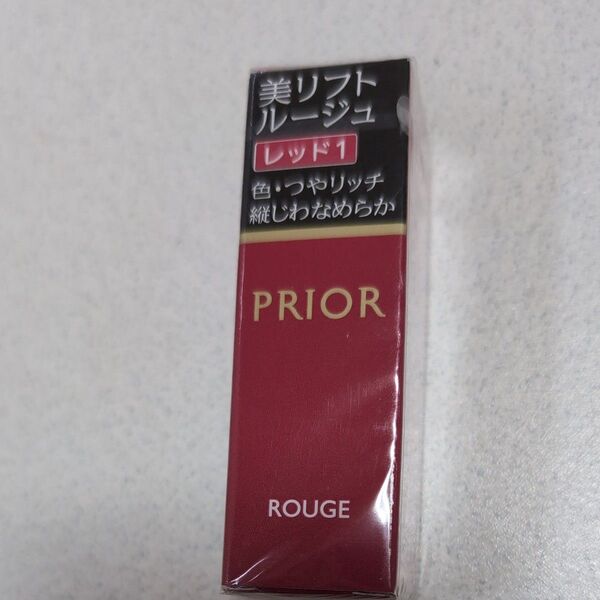 美リフト
ルージュ
レッド1
色・つやリッチ
縦じわなめらか
PRIOR
ROUGE